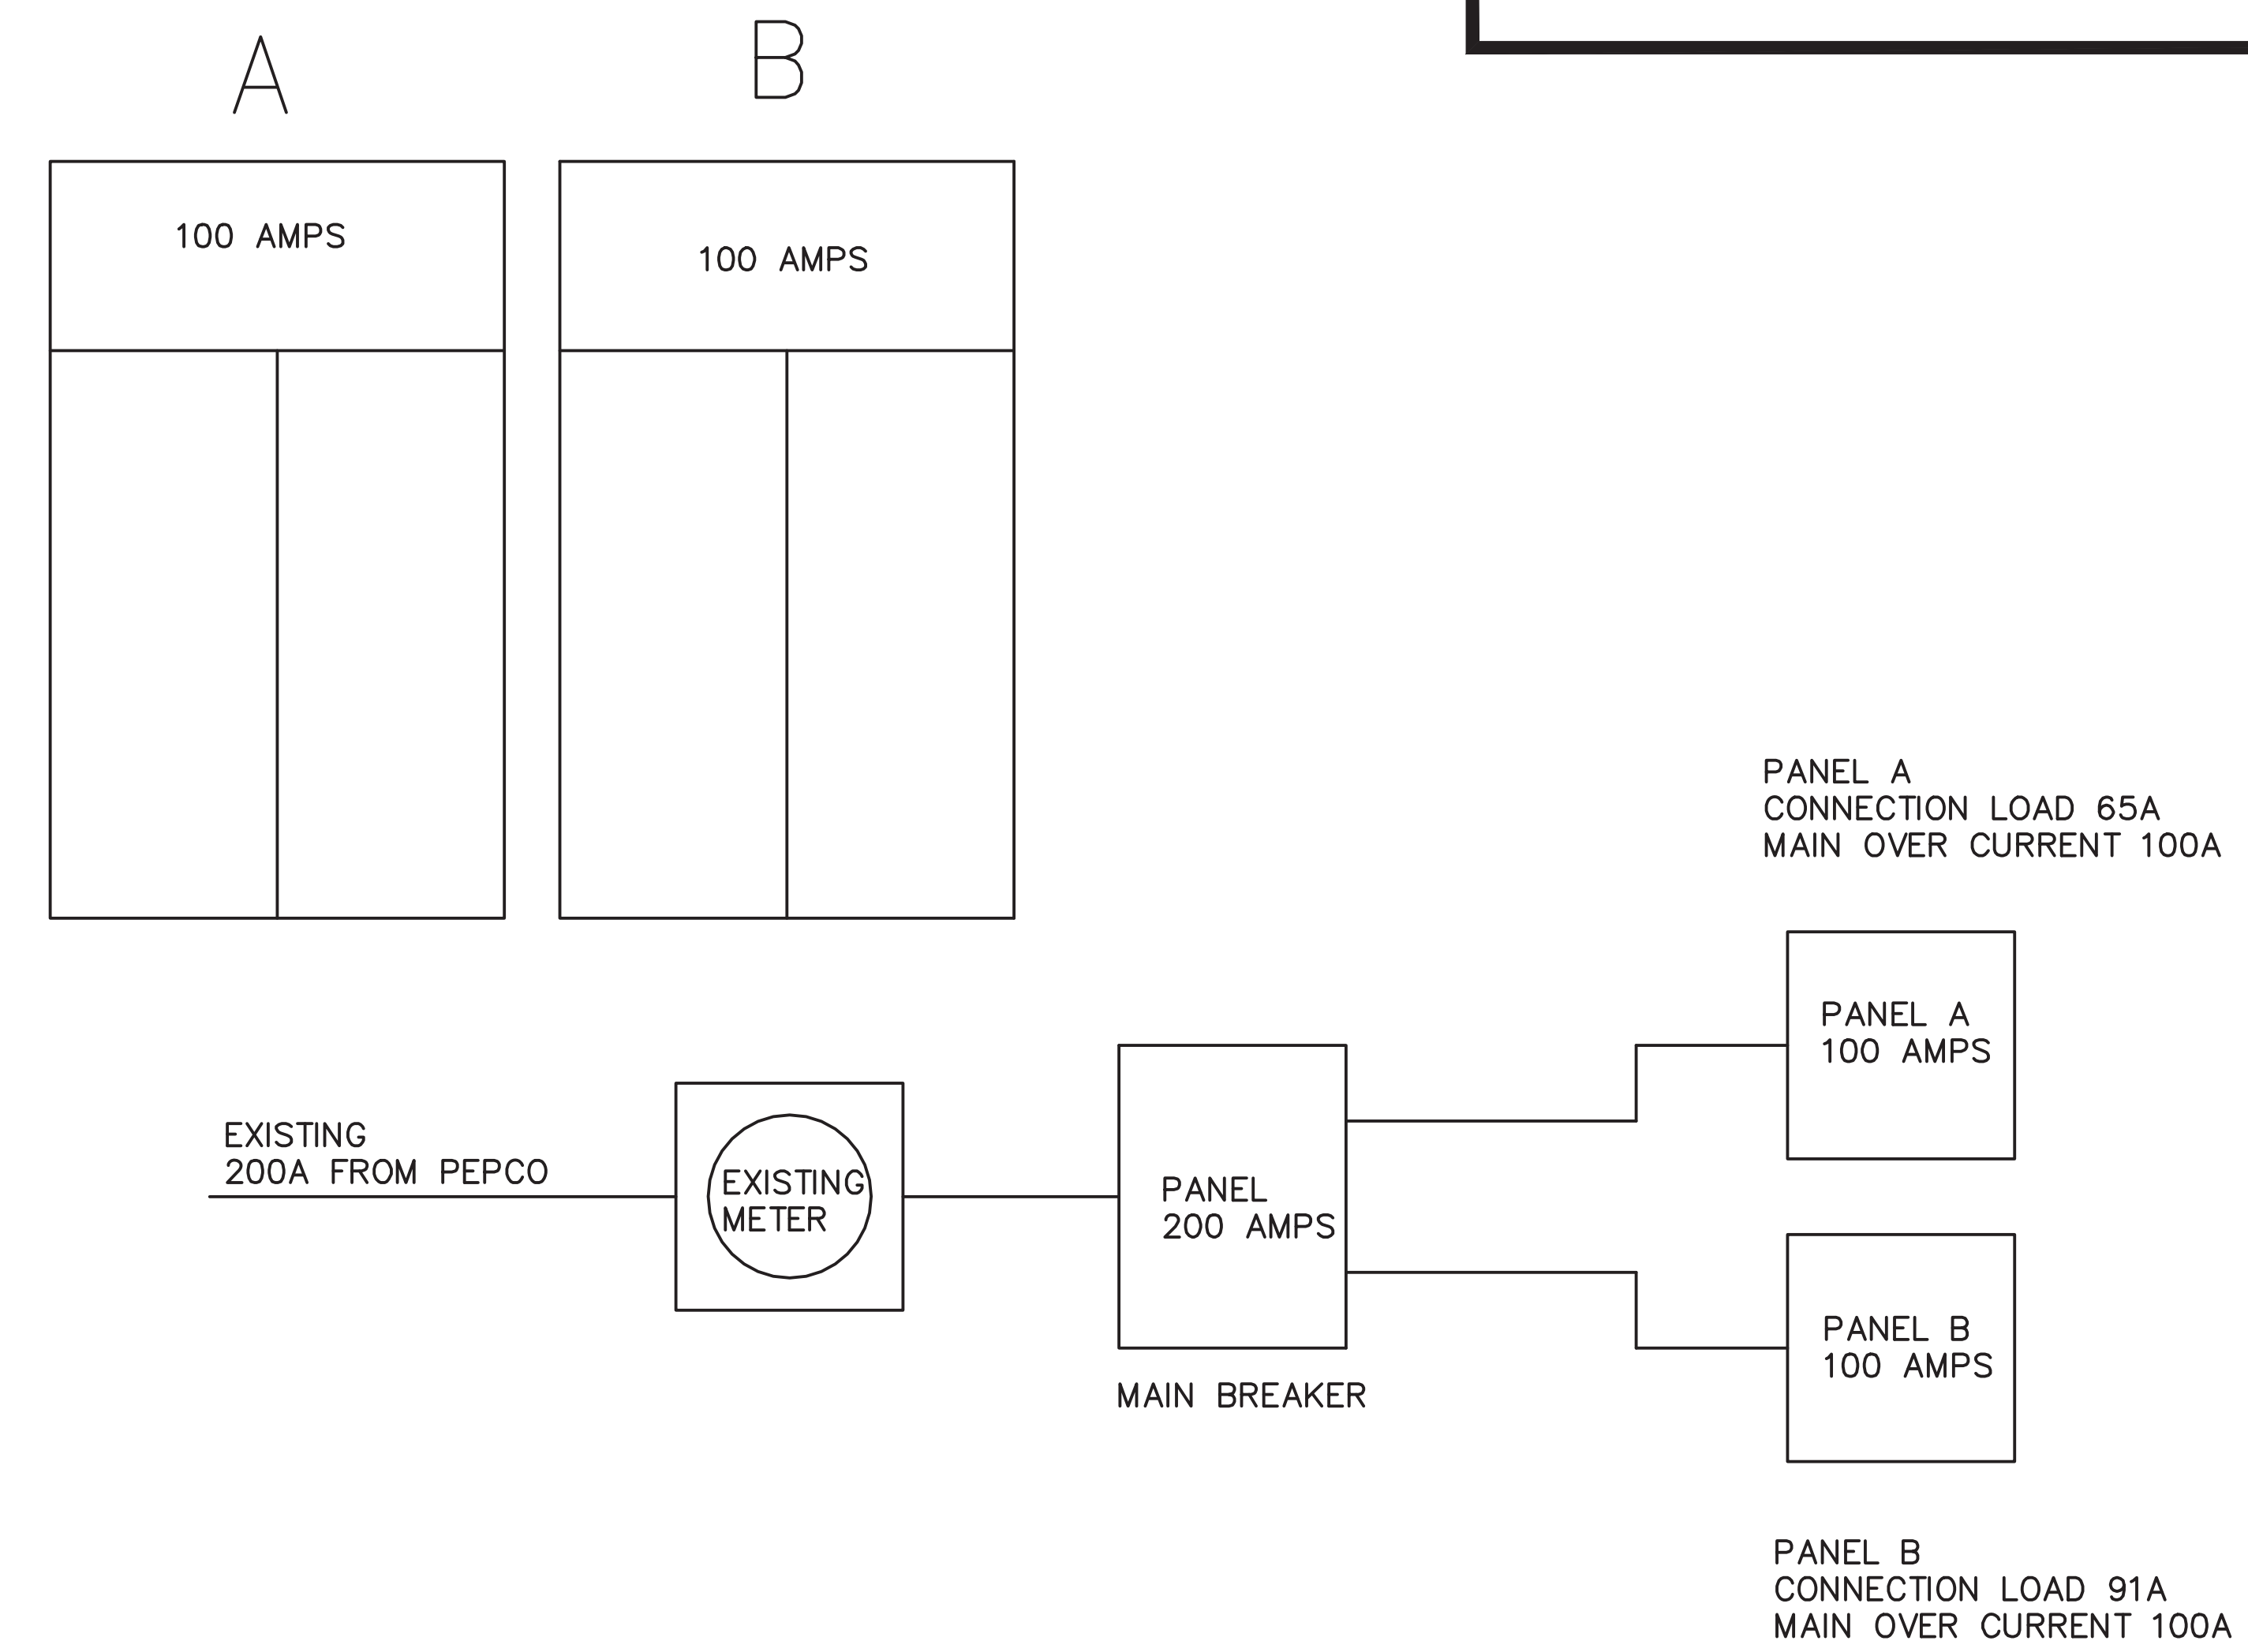 A
B
100 AMPS
100 AMPS
PANEL A
CONNECTION LOAD 65A
MAIN OVER CURRENT 100A
PANEL A
100 AMPS
EXISTING
200A FROM PEPCO
EXISTING
METER
PANEL
200 AMPS
MAIN BREAKER
PANEL B
100 AMPS
PANEL B
CONNECTION LOAD 91A
MAIN OVER CURRENT 100A